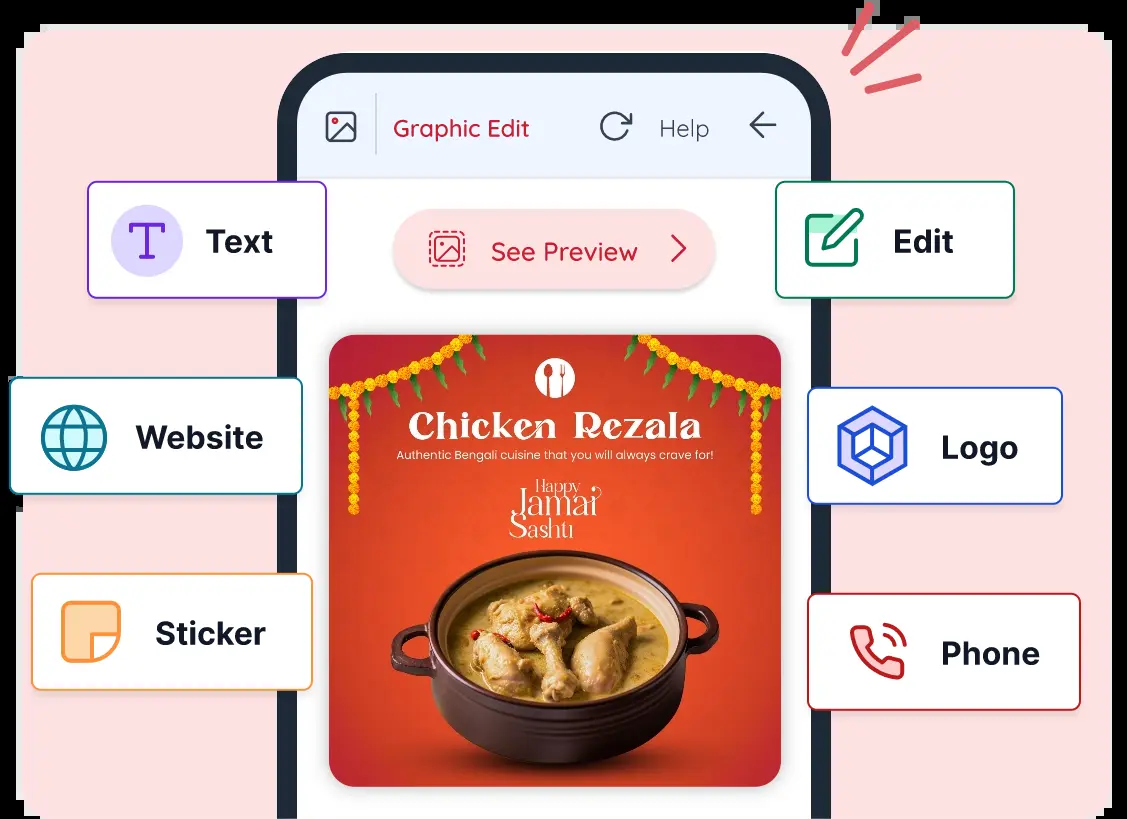 Graphic Edit
Help
Text
See Preview
Edit
Chicken Rezala
Authentic Bengali cuisine that you will always crave for!
Website
Logo
Happy
Jamai
Sashti
Sticker
Phone